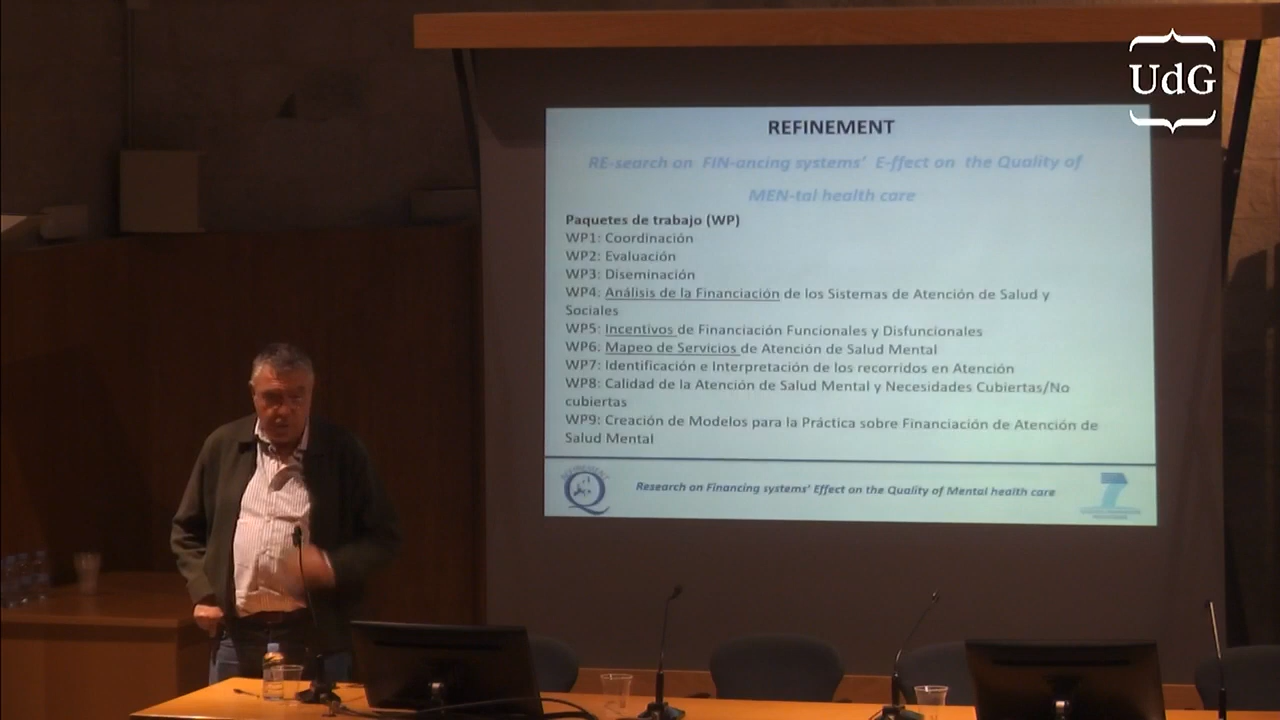 UdG
REFINEMENT
RE-search on FIN-ancing systems' E-ffect on the Quality of
MEN-tal health care
Paquetes de trabajo (WP)
WP1: Coordinación
WP2: Evaluación
WP3: Diseminación
WP4: Análisis de la Financiación de los Sistemas de Atención de Salud y
Sociales
WP5: Incentivos de Financiación Funcionales y Disfuncionales
WP6: Mapeo de Servicios de Atención de Salud Mental
WP7: Identificación e Interpretación de los recorridos en Atención
WP8: Calidad de la Atención de Salud Mental y Necesidades Cubiertas/No
cubiertas
WP9: Creación de Modelos para la Práctica sobre Financiación de Atención de
Salud Mental
REFINEMENT
Research on Financing systems' Effect on the Quality of Mental health care